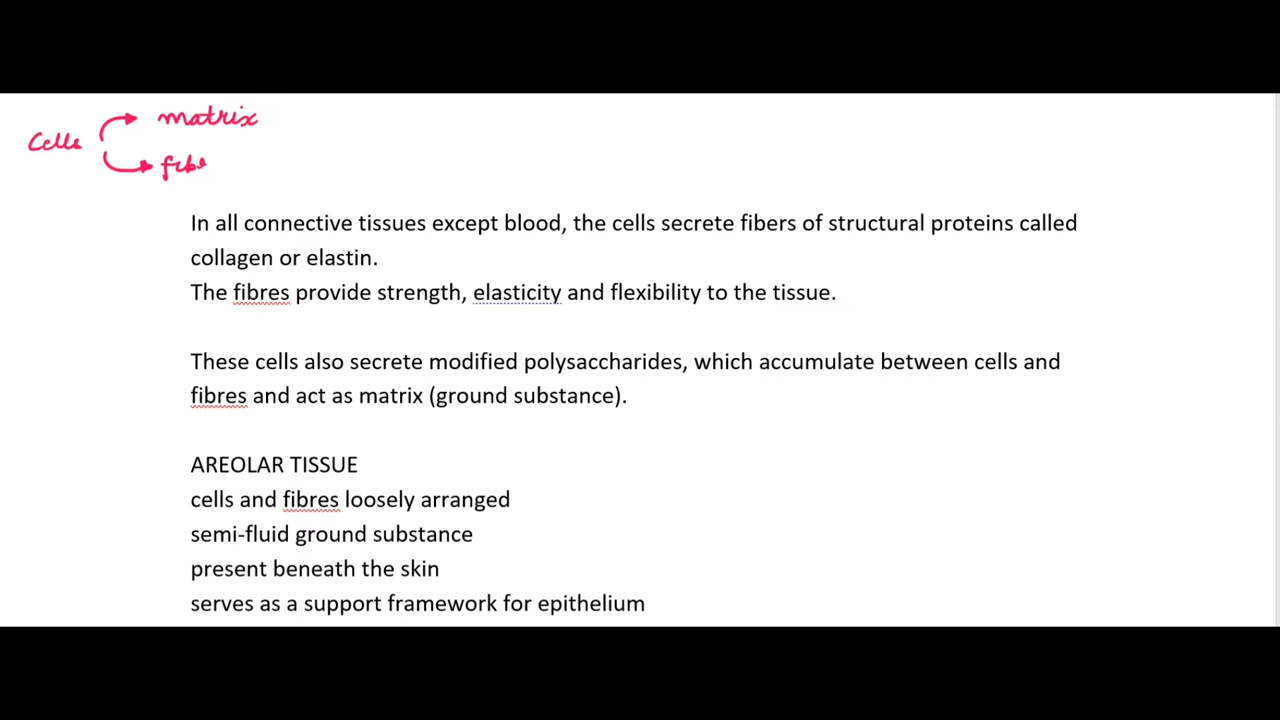 matrix
Cells
fibe
In all connective tissues except blood, the cells secrete fibers of structural proteins called
collagen or elastin.
The fibres provide strength, elasticity and flexibility to the tissue.
These cells also secrete modified polysaccharides, which accumulate between cells and
fibres and act as matrix (ground substance).
AREOLAR TISSUE
cells and fibres loosely arranged
semi-fluid ground substance
present beneath the skin
serves as a support framework for epithelium